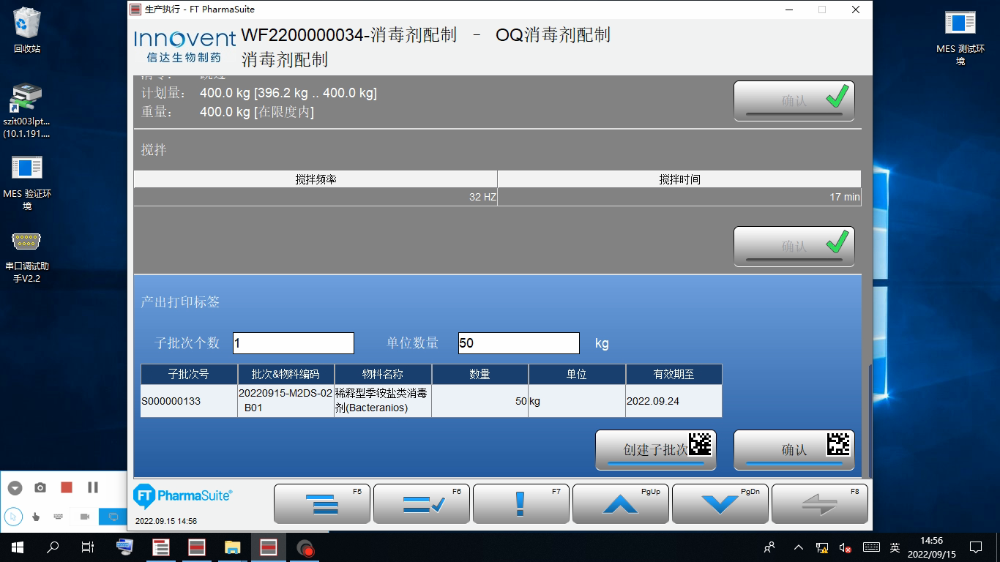 回收站
szit003lpt...
(10.1.191....
MES 验证环
境
串口调试助
手V2.2
MES 测试环
境
生产执行 - FT PharmaSuite
Innovent
信达生物制药
WF2200000034-消毒剂配制 - OQ消毒剂配制
消毒剂配制
计划量: 400.0 kg [396.2 kg .. 400.0 kg]
重量: 400.0 kg [在限度内]
确认
搅拌
搅拌频率 搅拌时间
32 HZ 17 min
确认
产出打印标签
子批次个数 1 单位数量 50 kg
子批次号 批次&物料编码 物料名称 数量 单位 有效期至
S000000133 20220915-M2DS-02 B01 稀释型季铵盐类消毒剂(Bacteranios) 50 kg 2022.09.24
创建子批次 确认
FT PharmaSuite®
2022.09.15 14:56
F5 F6 F7 PgUp PgDn F8
英
14:56
2022/09/15